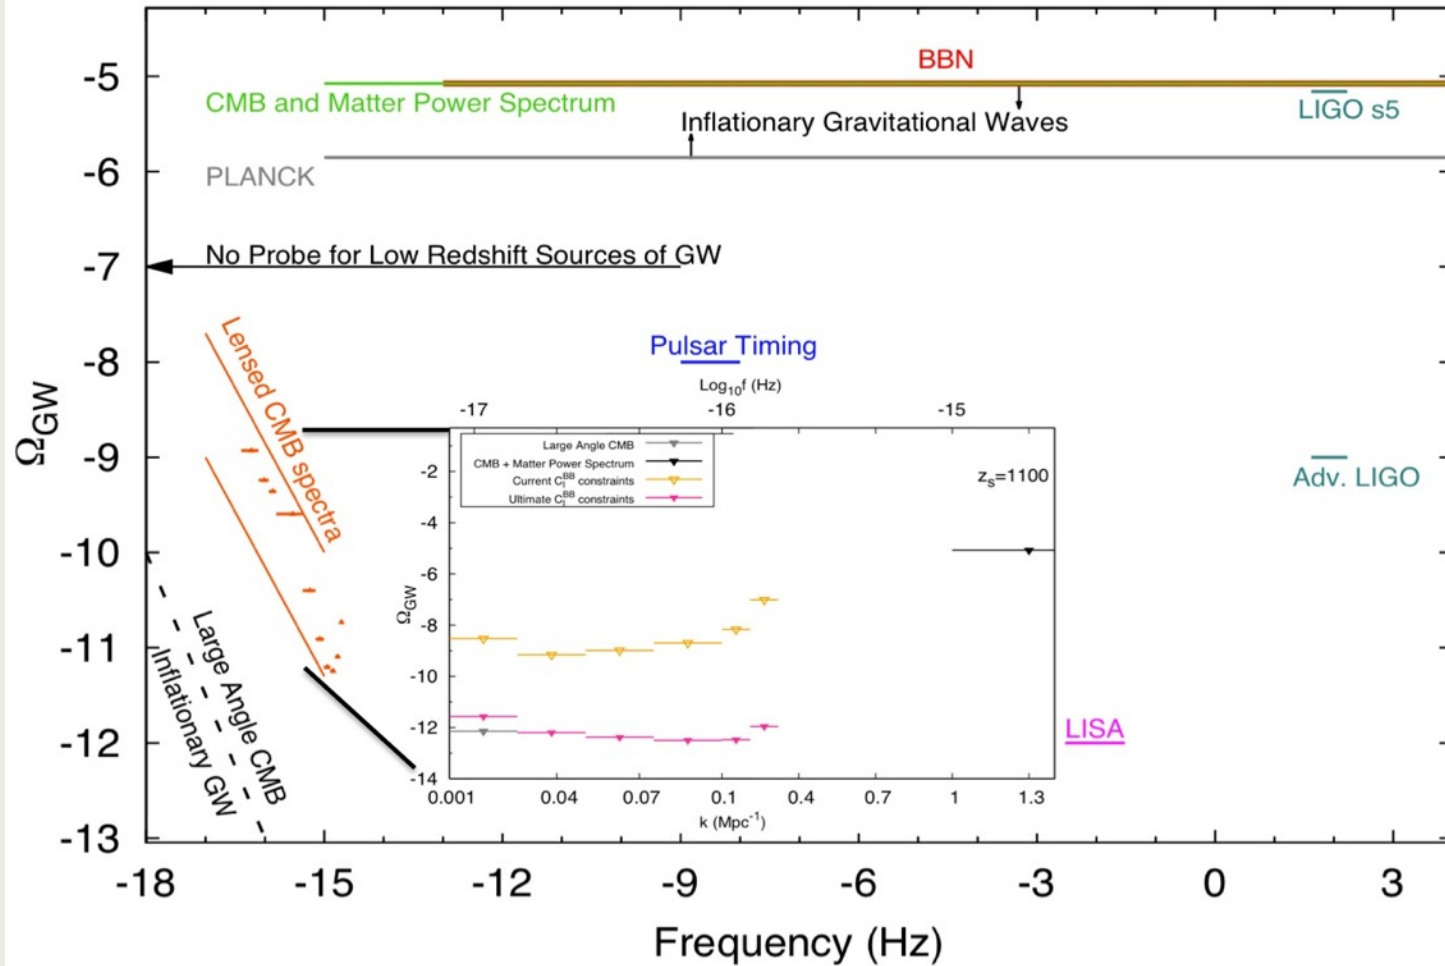 BBN
-5
CMB and Matter Power Spectrum
LIGO s5
Inflationary Gravitational Waves
-6
PLANCK
No Probe for Low Redshift Sources of GW
-7
Lensed CMB spectra
-8
Pulsar Timing
Log10f (Hz)
-17 -16 -15
Large Angle CMB
CMB + Matter Power Spectrum
Current ClBB constraints
Ultimate ClBB constraints
zs=1100
-2
-4
-6
-8
-10
-12
-14
ΩGW
0.001 0.04 0.07 0.1 0.4 0.7 1 1.3
k (Mpc-1)
-9
Adv. LIGO
ΩGW
-10
-11
Large Angle CMB
Inflationary GW
-12
LISA
-13
-18 -15 -12 -9 -6 -3 0 3
Frequency (Hz)